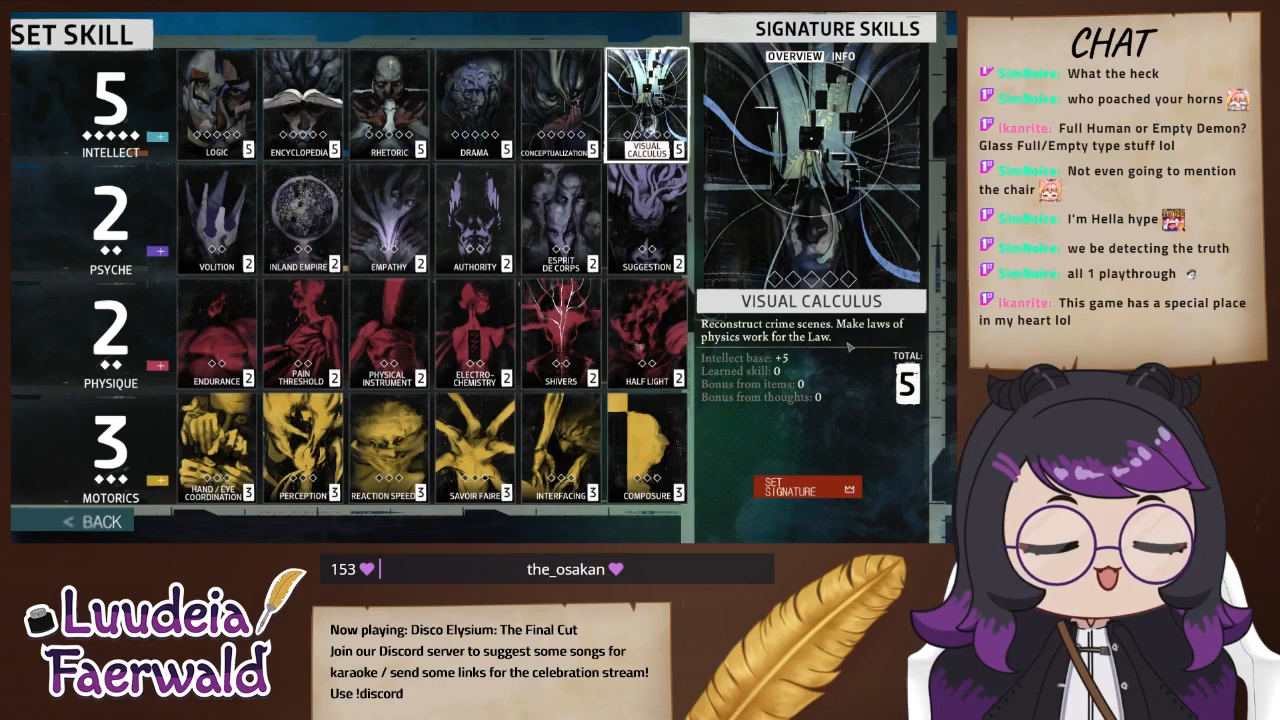 SET SKILL
5
INTELLECT
LOGIC 5
ENCYCLOPEDIA 5
RHETORIC 5
DRAMA 5
CONCEPTUALIZATION 5
VISUAL
CALCULUS 5
2
PSYCHE
VOLITION 2
INLAND EMPIRE 2
EMPATHY 2
AUTHORITY 2
ESPRIT
DE CORPS 2
SUGGESTION 2
2
PHYSIQUE
ENDURANCE 2
PAIN
THRESHOLD 2
PHYSICAL
INSTRUMENT 2
ELECTRO-
CHEMISTRY 2
SHIVERS 2
HALF LIGHT 2
3
MOTORICS
HAND / EYE
COORDINATION 3
PERCEPTION 3
REACTION SPEED 3
SAVOIR FAIRE 3
INTERFACING 3
COMPOSURE 3
< BACK
SIGNATURE SKILLS
OVERVIEW / INFO
VISUAL CALCULUS
Reconstruct crime scenes. Make laws of
physics work for the Law.
Intellect base: +5
Learned skill: 0
Bonus from items: 0
Bonus from thoughts: 0
TOTAL:
5
SET
SIGNATURE
CHAT
SimNoire: What the heck
SimNoire: who poached your horns
ikanrite: Full Human or Empty Demon?
Glass Full/Empty type stuff lol
SimNoire: Not even going to mention
the chair
SimNoire: I'm Hella hype
SimNoire: we be detecting the truth
SimNoire: all 1 playthrough
ikanrite: This game has a special place
in my heart lol
153
the_osakan
Luudeia
Faerwald
Now playing: Disco Elysium: The Final Cut
Join our Discord server to suggest some songs for
karaoke / send some links for the celebration stream!
Use !discord